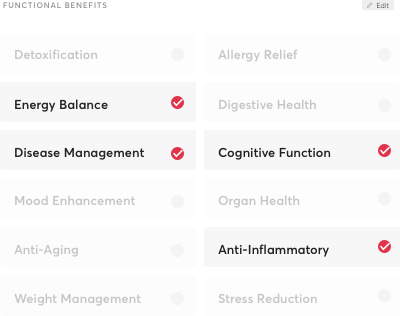 FUNCTIONAL BENEFITS
Edit
Detoxification
Allergy Relief
Energy Balance
Digestive Health
Disease Management
Cognitive Function
Mood Enhancement
Organ Health
Anti-Aging
Anti-Inflammatory
Weight Management
Stress Reduction